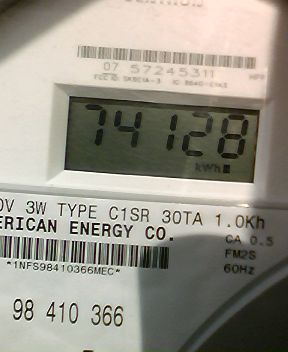 07 57245311
74128
kWh
0V 3W TYPE C1SR 30TA 1.0Kh
ERICAN ENERGY CO.
CA 0.5
FM2S
*1NFS98410366MEC*
60Hz
98 410 366